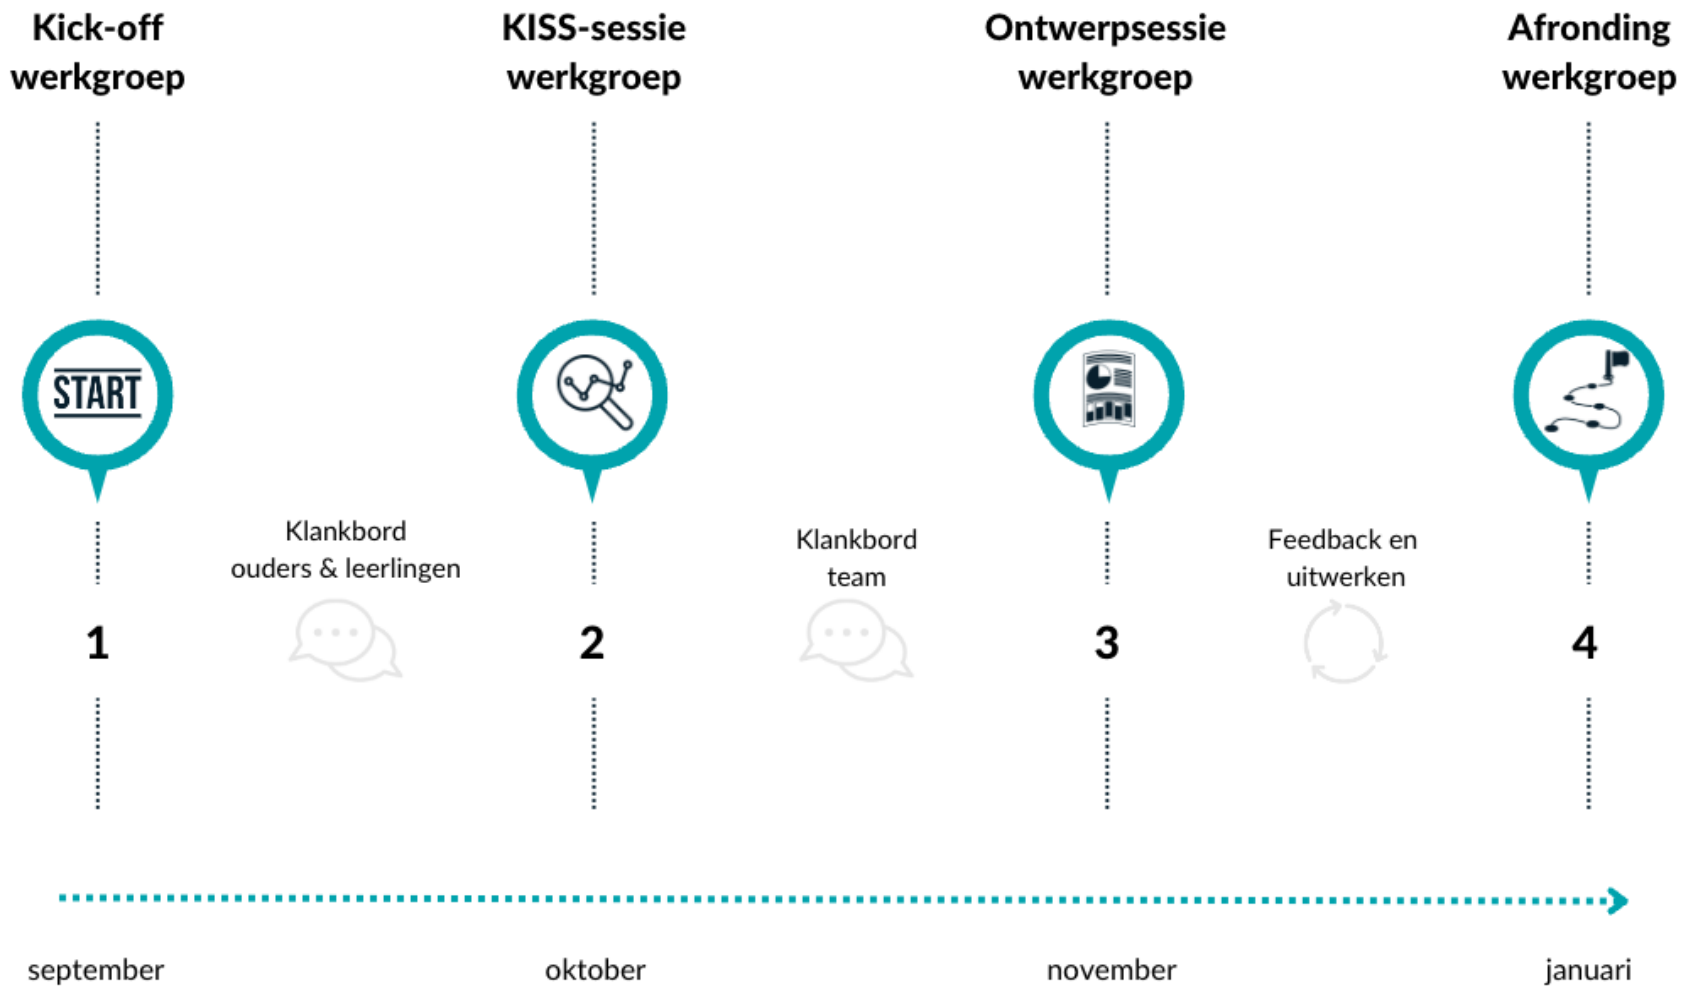 Kick-off
werkgroep
KISS-sessie
werkgroep
Ontwerpsessie
werkgroep
Afronding
werkgroep
START
Klankbord
ouders & leerlingen
Klankbord
team
Feedback en
uitwerken
1
2
3
4
september
oktober
november
januari